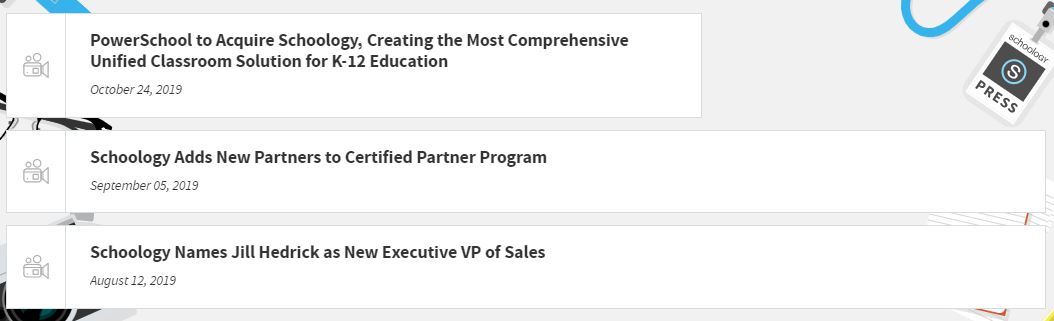 PowerSchool to Acquire Schoology, Creating the Most Comprehensive
Unified Classroom Solution for K-12 Education
October 24, 2019
schoology
S
PRESS
Schoology Adds New Partners to Certified Partner Program
September 05, 2019
Schoology Names Jill Hedrick as New Executive VP of Sales
August 12, 2019